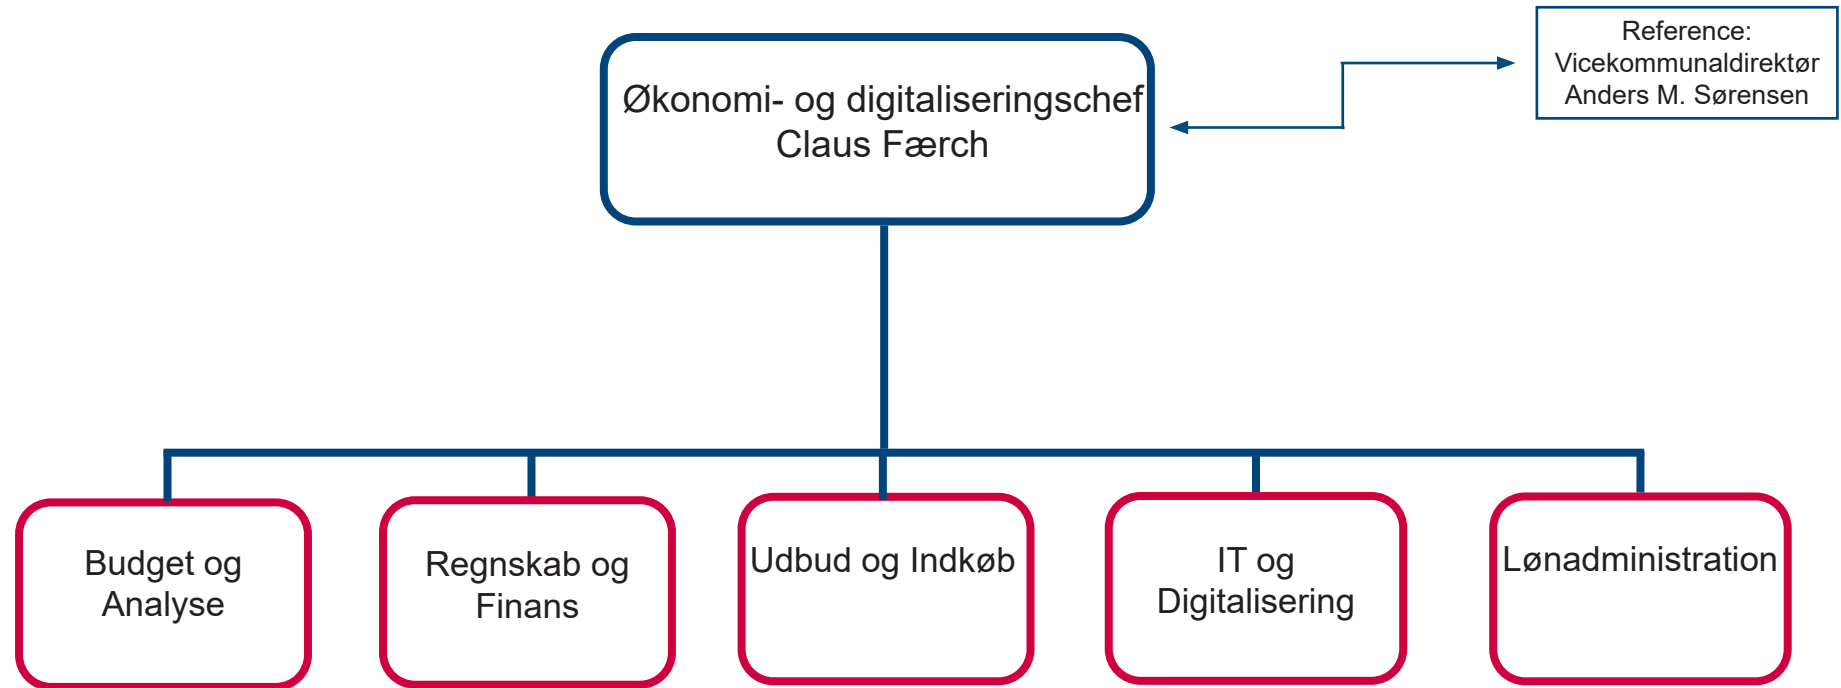 Reference:
Vicekommunaldirektør
Anders M. Sørensen
Økonomi- og digitaliseringschef
Claus Færch
Budget og
Analyse
Regnskab og
Finans
Udbud og Indkøb
IT og
Digitalisering
Lønadministration